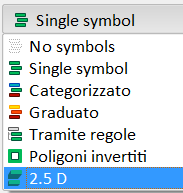 Single symbol
No symbols
Single symbol
Categorizzato
Graduato
Tramite regole
Poligoni invertiti
2.5 D